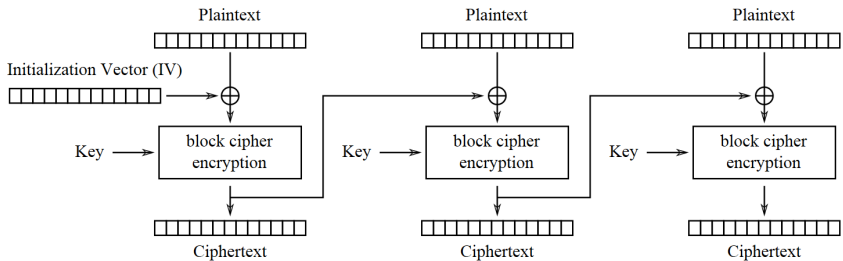 Plaintext
Plaintext
Plaintext
Initialization Vector (IV)
Key
block cipher
encryption
Key
block cipher
encryption
Key
block cipher
encryption
Ciphertext
Ciphertext
Ciphertext